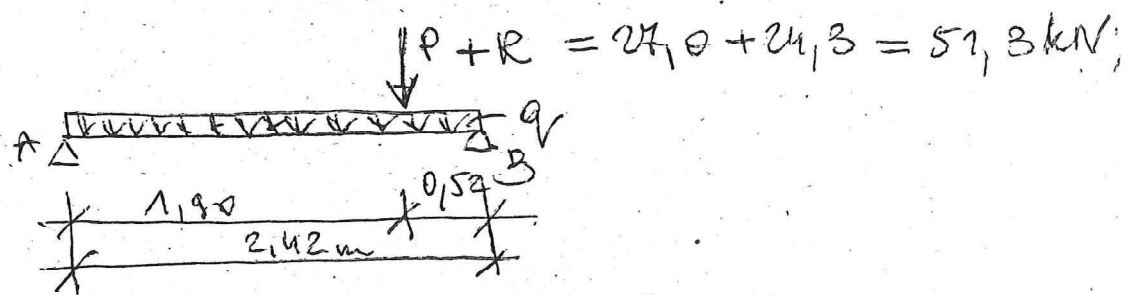 P + R = 27,0 + 24,3 = 51,3 kN;
q
A
B
1,90 0,52
2,42 m